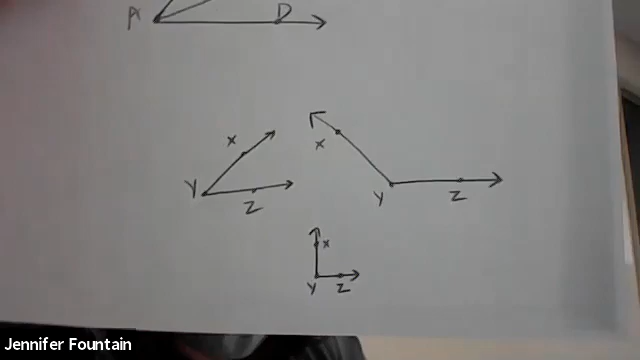 A D
X X
Y Z Y Z
X
Y Z
Jennifer Fountain